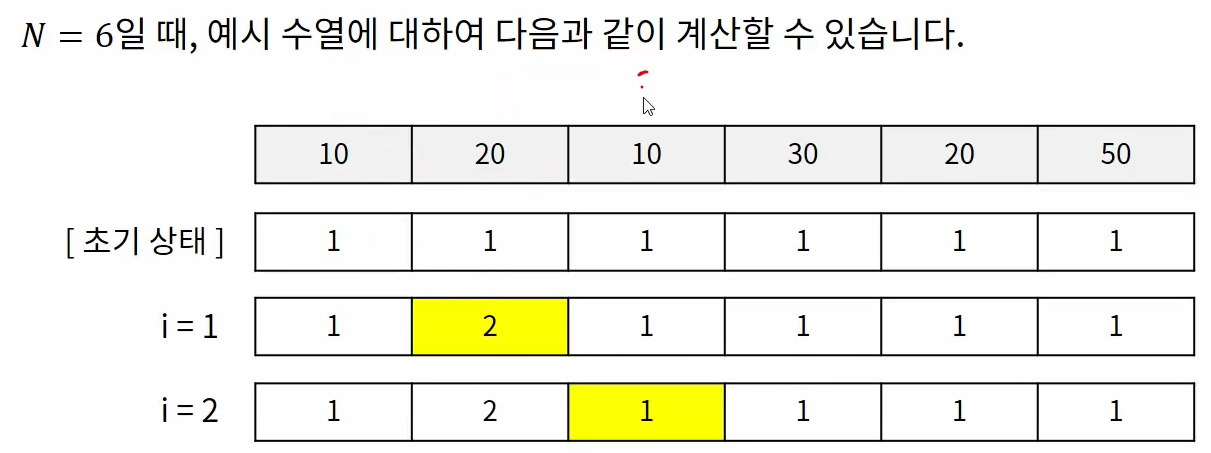 N = 6일 때, 예시 수열에 대하여 다음과 같이 계산할 수 있습니다.
10 20 10 30 20 50
[ 초기 상태 ] 1 1 1 1 1 1
i = 1 1 2 1 1 1 1
i = 2 1 2 1 1 1 1